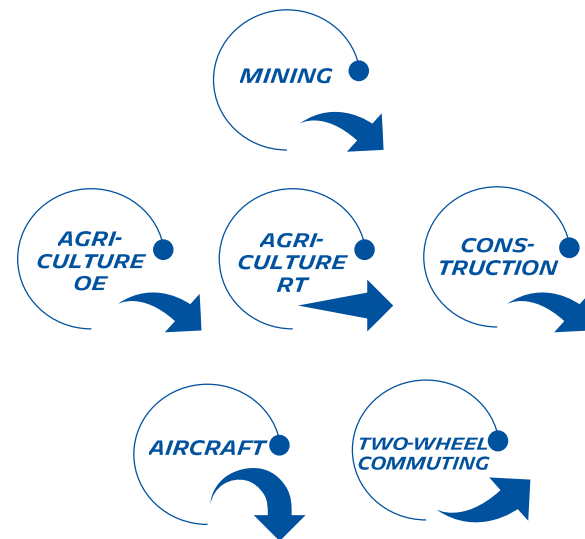 MINING
AGRI-
CULTURE
OE
AGRI-
CULTURE
RT
CONS-
TRUCTION
AIRCRAFT
TWO-WHEEL
COMMUTING